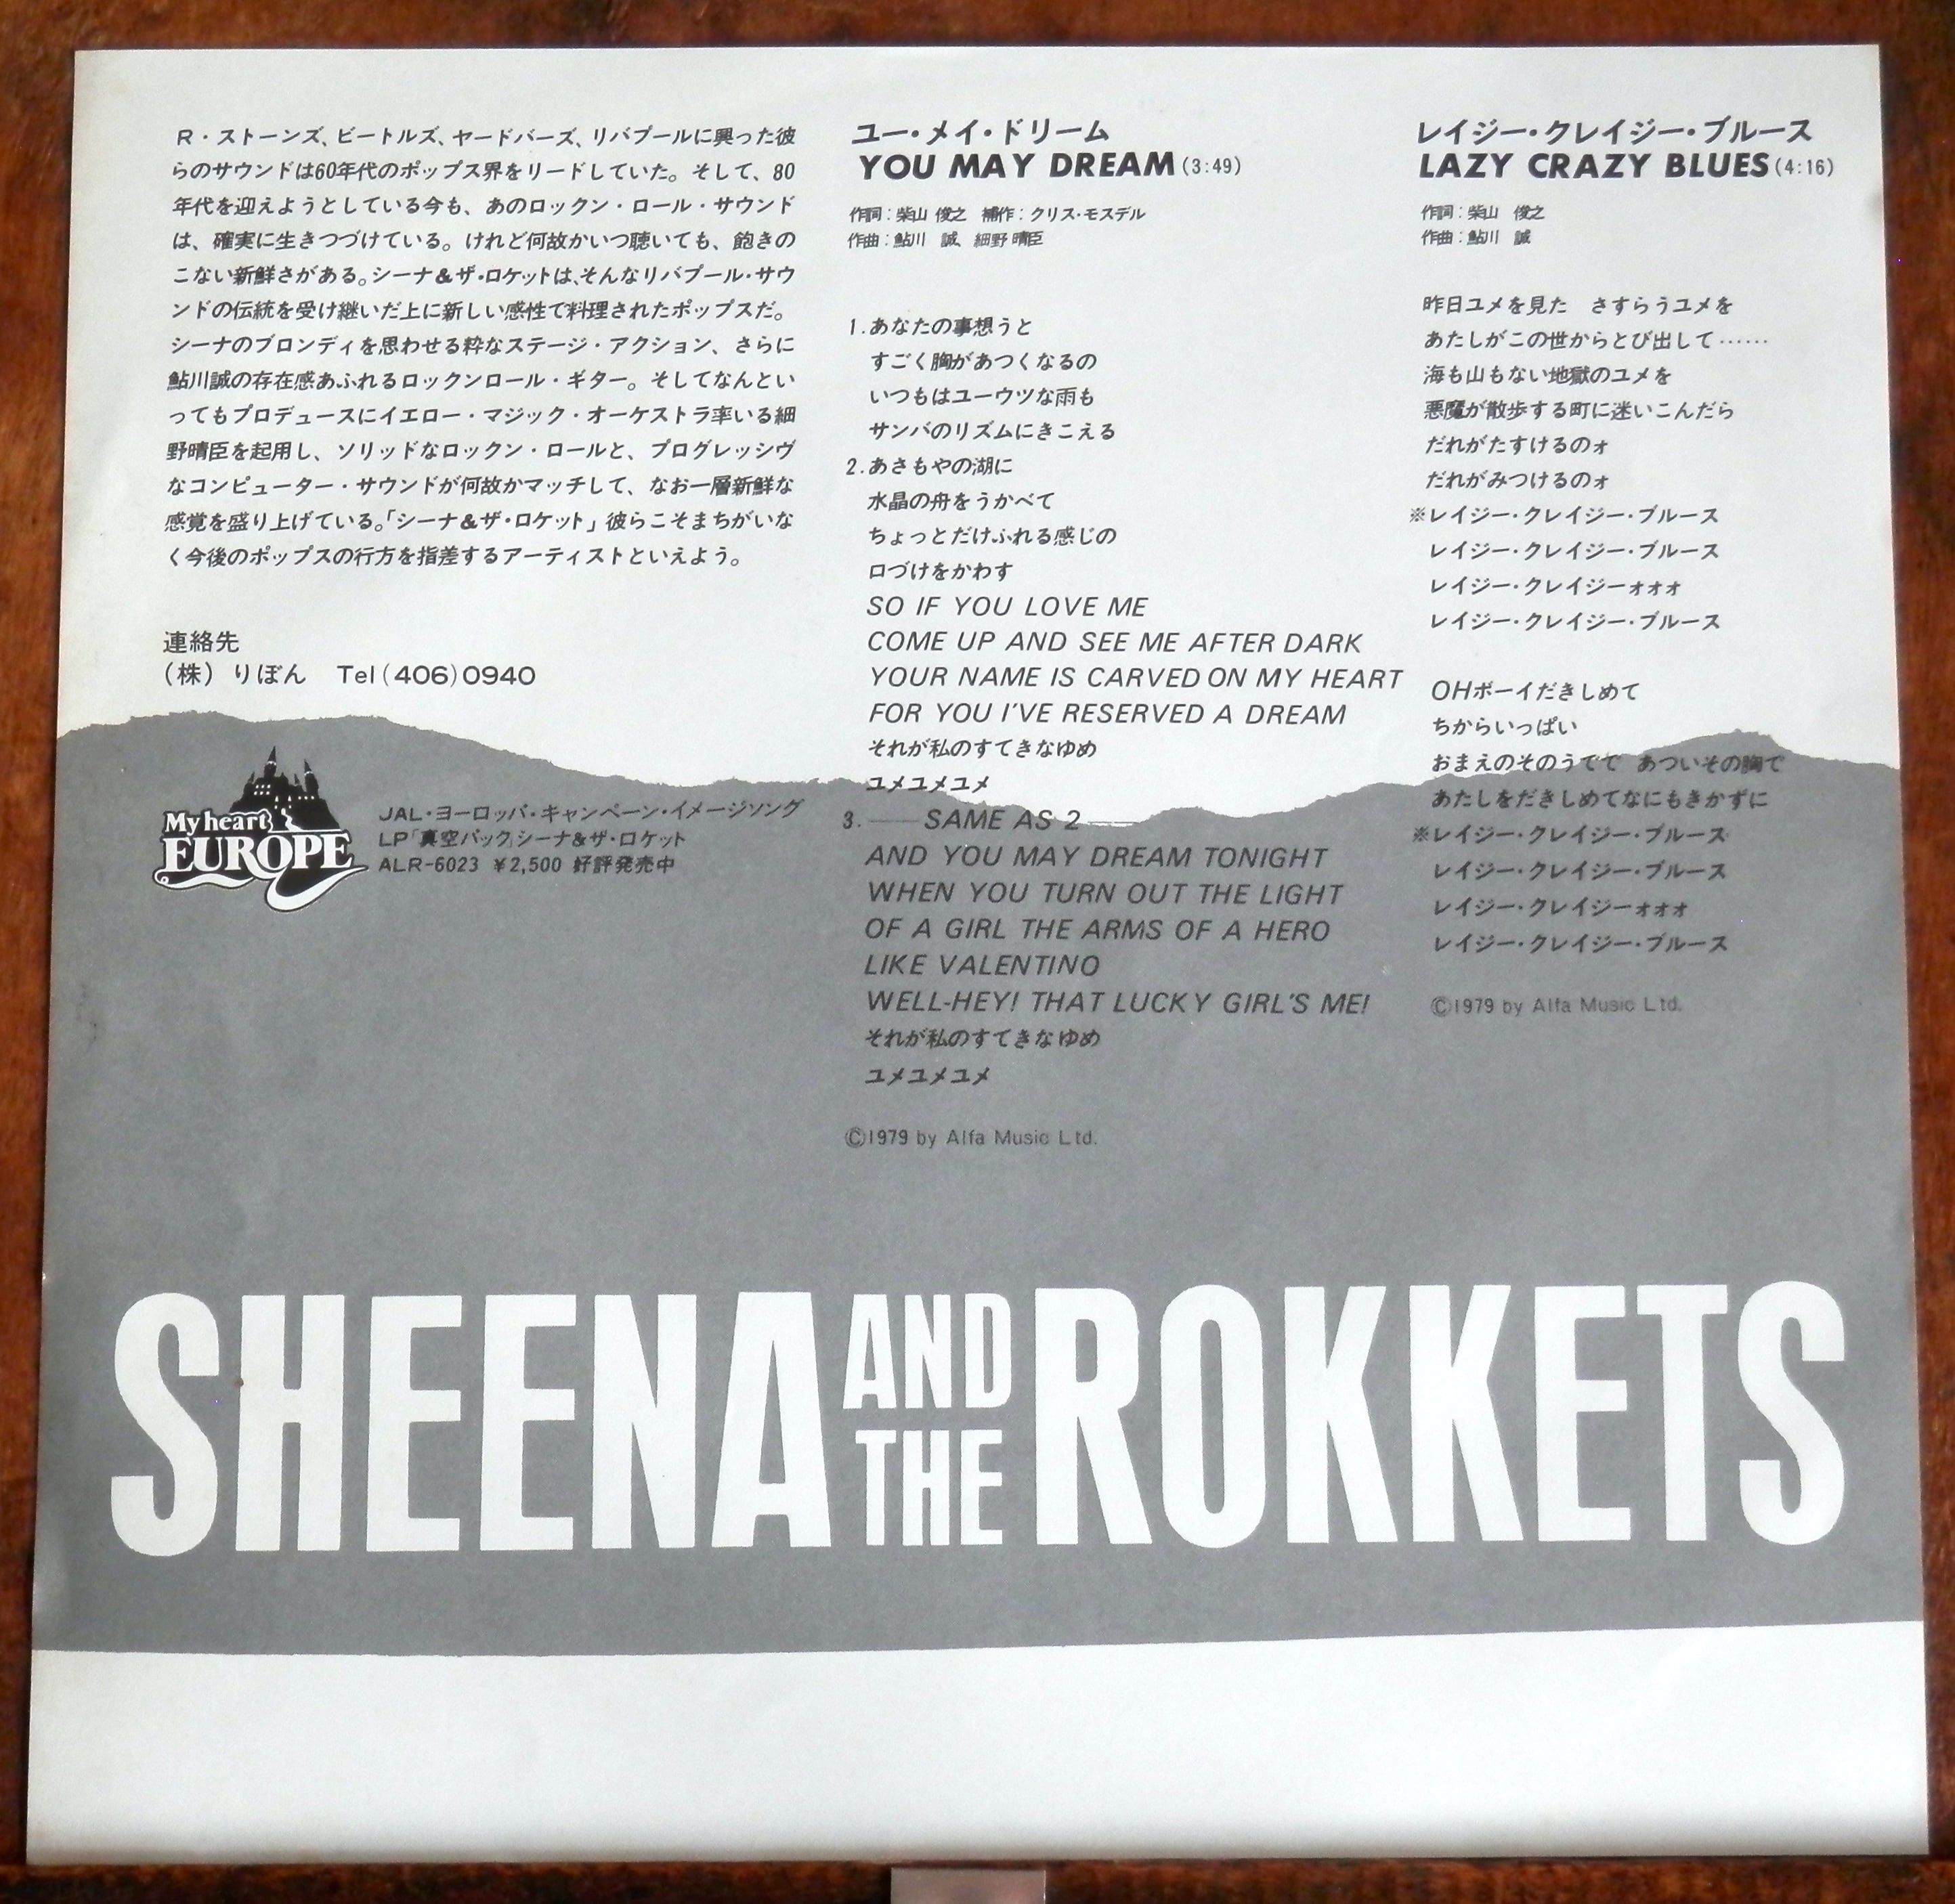 R・ストーンズ、ビートルズ、ヤードバーズ、リバプールに興った彼
らのサウンドは60年代のポップス界をリードしていた。そして、80
年代を迎えようとしている今も、あのロックン・ロール・サウンド
は、確実に生きつづけている。けれど何故かいつ聴いても、飽きの
こない新鮮さがある。シーナ&ザ・ロケットは、そんなリバプール・サウ
ンドの伝統を受け継いだ上に新しい感性で料理されたポップスだ。
シーナのブロンディを思わせる粋なステージ・アクション、さらに
鮎川誠の存在感あふれるロックンロール・ギター。そしてなんとい
ってもプロデュースにイエロー・マジック・オーケストラ率いる細
野晴臣を起用し、ソリッドなロックン・ロールと、プログレッシヴ
なコンピューター・サウンドが何故かマッチして、なお一層新鮮な
感覚を盛り上げている。「シーナ&ザ・ロケット」彼らこそまちがいな
く今後のポップスの行方を指差するアーティストといえよう。
連絡先
(株) りぼん Tel(406)0940
My heart
EUROPE
JAL・ヨーロッパ・キャンペーン・イメージソング
LP「真空パック」シーナ&ザ・ロケット
ALR-6023 ¥2,500 好評発売中
ユー・メイ・ドリーム
YOU MAY DREAM(3:49)
作詞:柴山 俊之 補作:クリス・モスデル
作曲:鮎川 誠、細野 晴臣
1.あなたの事想うと
すごく胸があつくなるの
いつもはユーウツな雨も
サンバのリズムにきこえる
2.あさもやの湖に
水晶の舟をうかべて
ちょっとだけふれる感じの
口づけをかわす
SO IF YOU LOVE ME
COME UP AND SEE ME AFTER DARK
YOUR NAME IS CARVED ON MY HEART
FOR YOU I'VE RESERVED A DREAM
それが私のすてきなゆめ
ユメユメユメ
3.——SAME AS 2——
AND YOU MAY DREAM TONIGHT
WHEN YOU TURN OUT THE LIGHT
OF A GIRL THE ARMS OF A HERO
LIKE VALENTINO
WELL-HEY! THAT LUCKY GIRL'S ME!
それが私のすてきなゆめ
ユメユメユメ
©1979 by Alfa Music Ltd.
レイジー・クレイジー・ブルース
LAZY CRAZY BLUES(4:16)
作詞:柴山 俊之
作曲:鮎川 誠
昨日ユメを見た さすらうユメを
あたしがこの世からとび出して……
海も山もない地獄のユメを
悪魔が散歩する町に迷いこんだら
だれがたすけるのォ
だれがみつけるのォ
※レイジー・クレイジー・ブルース
レイジー・クレイジー・ブルース
レイジー・クレイジーォォォ
レイジー・クレイジー・ブルース
OHボーイだきしめて
ちからいっぱい
おまえのそのうでで あついその胸で
あたしをだきしめてなにもきかずに
※レイジー・クレイジー・ブルース
レイジー・クレイジー・ブルース
レイジー・クレイジーォォォ
レイジー・クレイジー・ブルース
©1979 by Alfa Music Ltd.
SHEENA AND THE ROKKETS